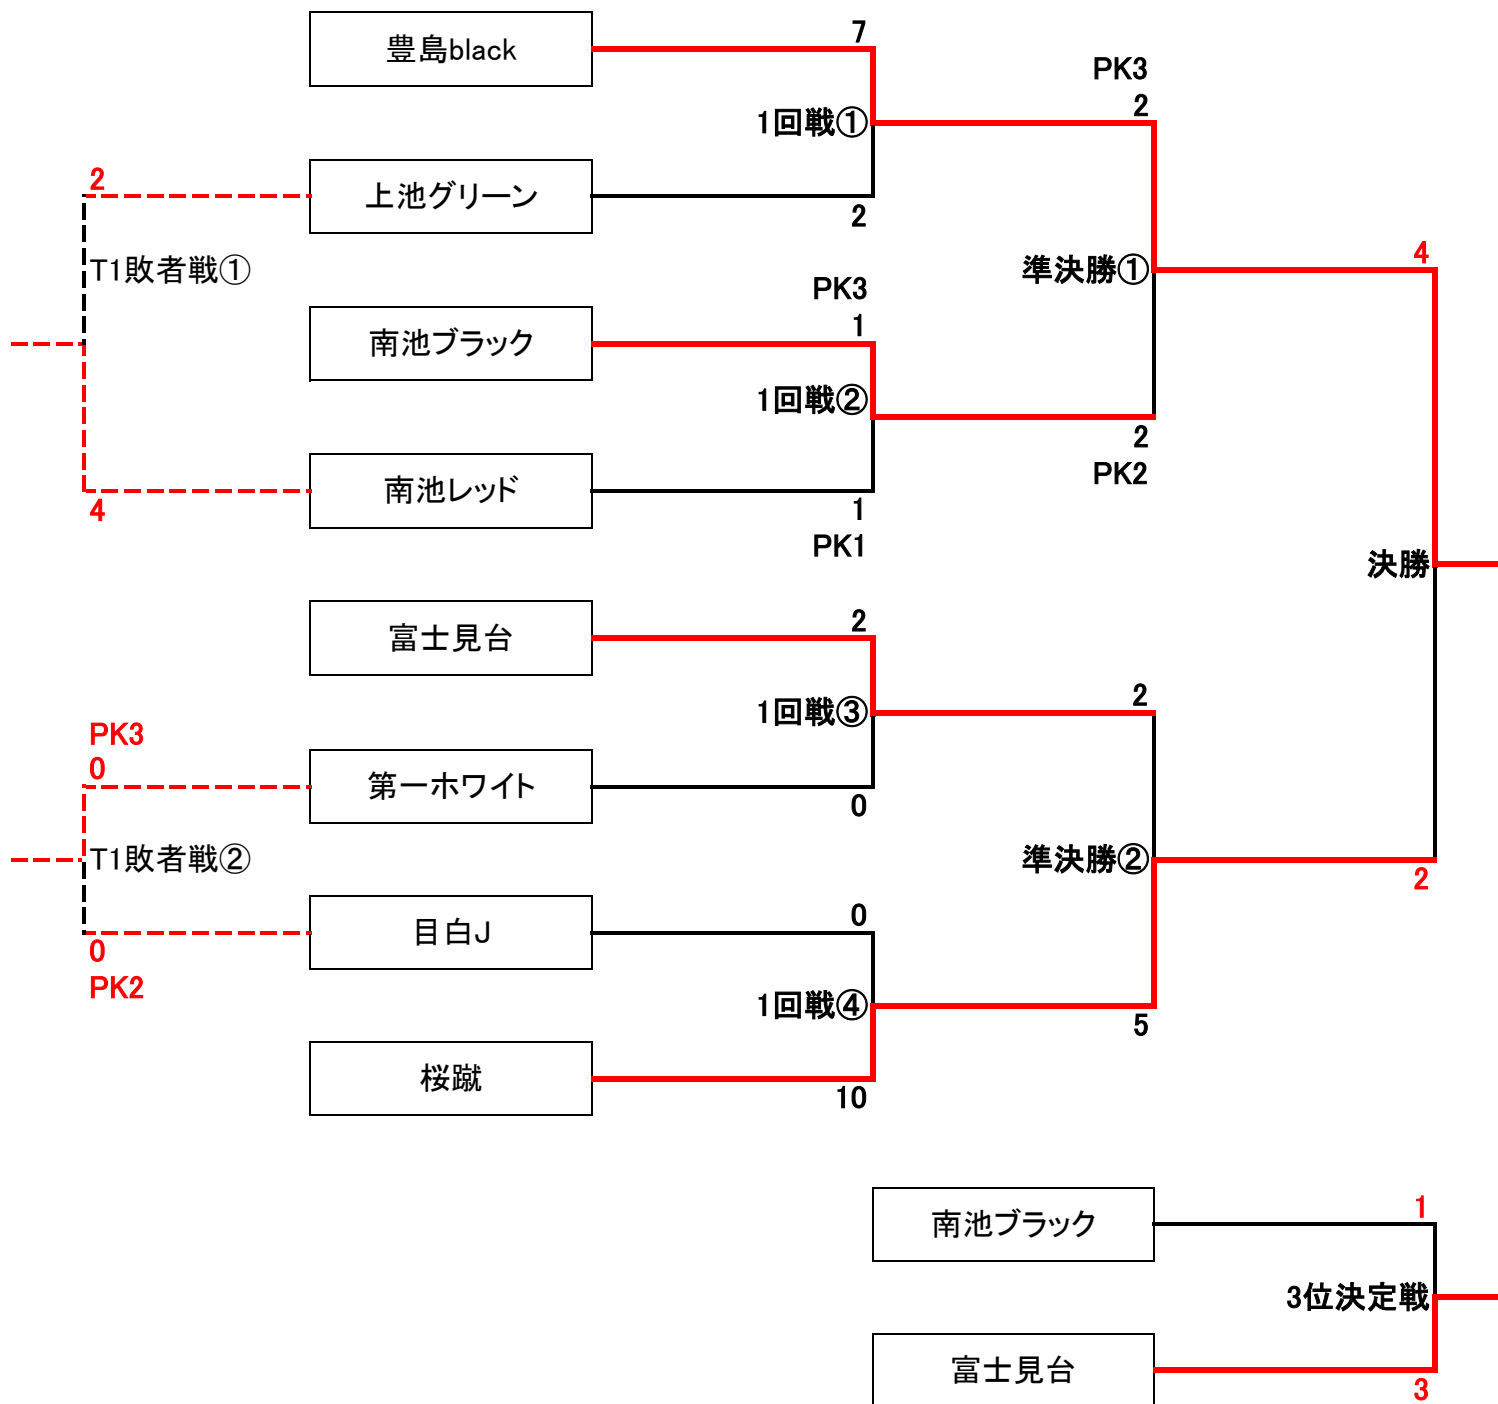 豊島black
7
PK3
2
1回戦①
2
上池グリーン
2
T1敗者戦①
準決勝①
4
PK3
1
南池ブラック
1回戦②
2
PK2
南池レッド
4
1
PK1
決勝
富士見台
2
1回戦③
2
PK3
0
第一ホワイト
0
T1敗者戦②
準決勝②
2
目白J
0
0
PK2
1回戦④
5
桜蹴
10
南池ブラック
1
3位決定戦
富士見台
3